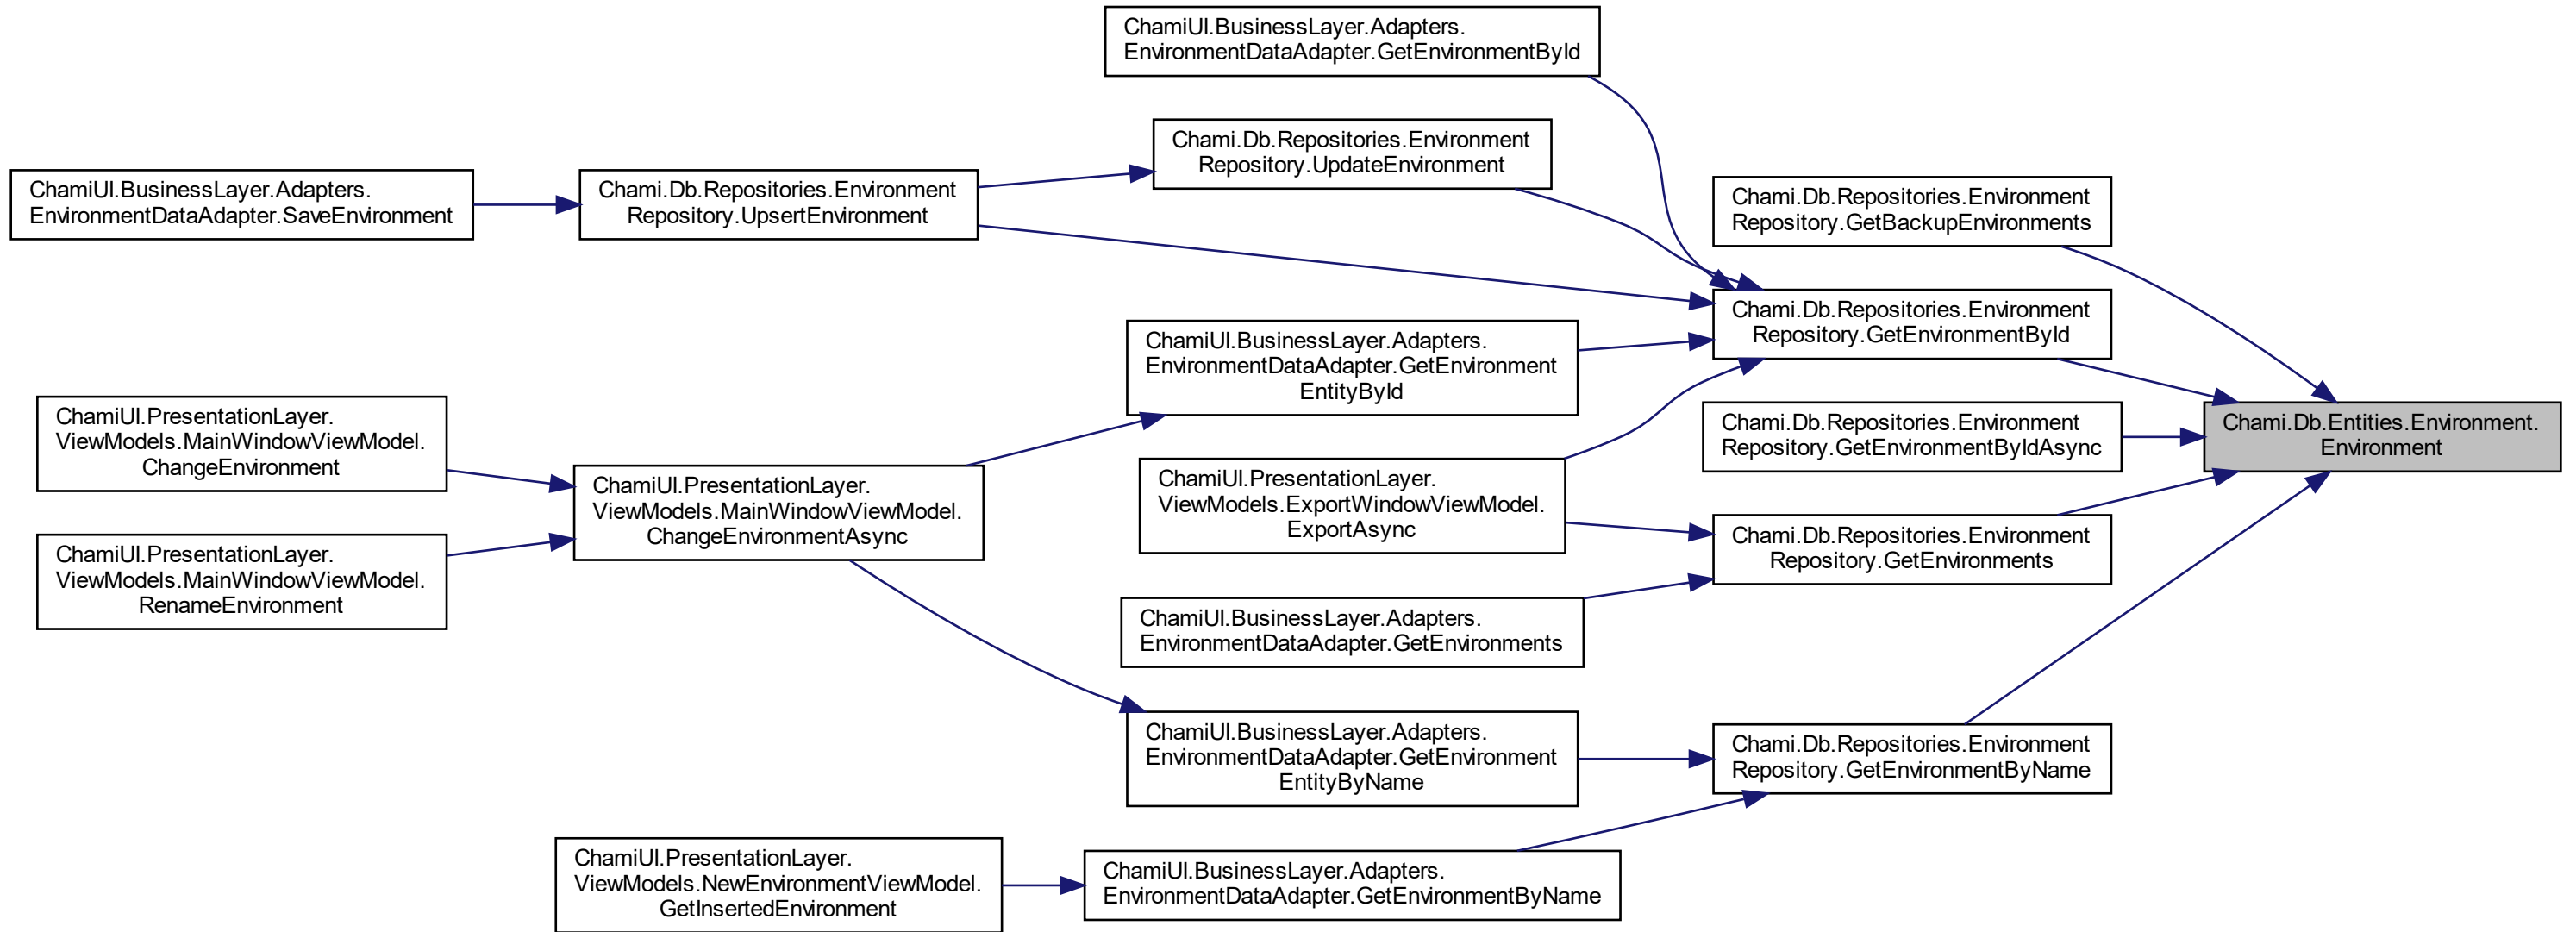 ChamiUI.BusinessLayer.Adapters.
EnvironmentDataAdapter.GetEnvironmentById
Chami.Db.Repositories.Environment
Repository.UpdateEnvironment
ChamiUI.BusinessLayer.Adapters.
EnvironmentDataAdapter.SaveEnvironment
Chami.Db.Repositories.Environment
Repository.UpsertEnvironment
Chami.Db.Repositories.Environment
Repository.GetBackupEnvironments
Chami.Db.Repositories.Environment
Repository.GetEnvironmentById
ChamiUI.BusinessLayer.Adapters.
EnvironmentDataAdapter.GetEnvironment
EntityById
ChamiUI.PresentationLayer.
ViewModels.MainWindowViewModel.
ChangeEnvironment
Chami.Db.Repositories.Environment
Repository.GetEnvironmentByIdAsync
Chami.Db.Entities.Environment.
Environment
ChamiUI.PresentationLayer.
ViewModels.MainWindowViewModel.
ChangeEnvironmentAsync
ChamiUI.PresentationLayer.
ViewModels.ExportWindowViewModel.
ExportAsync
ChamiUI.PresentationLayer.
ViewModels.MainWindowViewModel.
RenameEnvironment
Chami.Db.Repositories.Environment
Repository.GetEnvironments
ChamiUI.BusinessLayer.Adapters.
EnvironmentDataAdapter.GetEnvironments
ChamiUI.BusinessLayer.Adapters.
EnvironmentDataAdapter.GetEnvironment
EntityByName
Chami.Db.Repositories.Environment
Repository.GetEnvironmentByName
ChamiUI.PresentationLayer.
ViewModels.NewEnvironmentViewModel.
GetInsertedEnvironment
ChamiUI.BusinessLayer.Adapters.
EnvironmentDataAdapter.GetEnvironmentByName